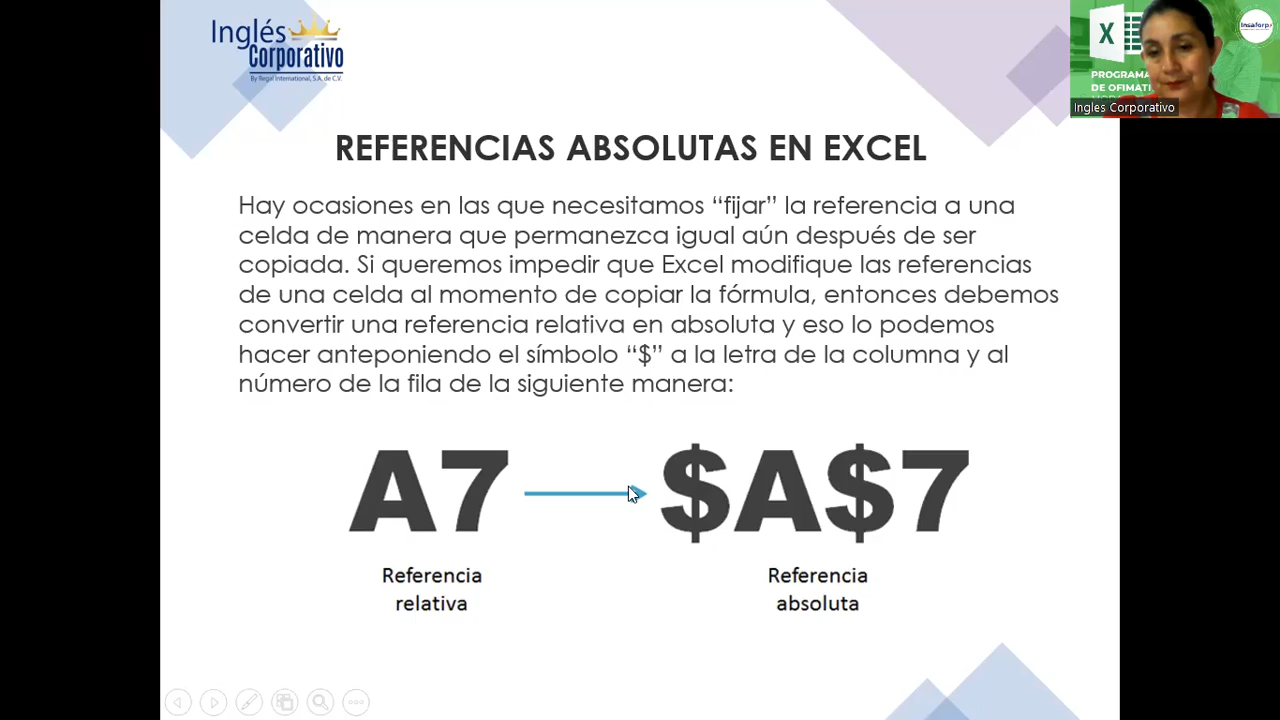 Inglés
Corporativo
By Regal International, S.A. de C.V.
PROGRAMA
DE OFIMATI
Insaforp
Ingles Corporativo
REFERENCIAS ABSOLUTAS EN EXCEL
Hay ocasiones en las que necesitamos “fijar” la referencia a una
celda de manera que permanezca igual aún después de ser
copiada. Si queremos impedir que Excel modifique las referencias
de una celda al momento de copiar la fórmula, entonces debemos
convertir una referencia relativa en absoluta y eso lo podemos
hacer anteponiendo el símbolo “$” a la letra de la columna y al
número de la fila de la siguiente manera:
A7 $A$7
Referencia
relativa
Referencia
absoluta